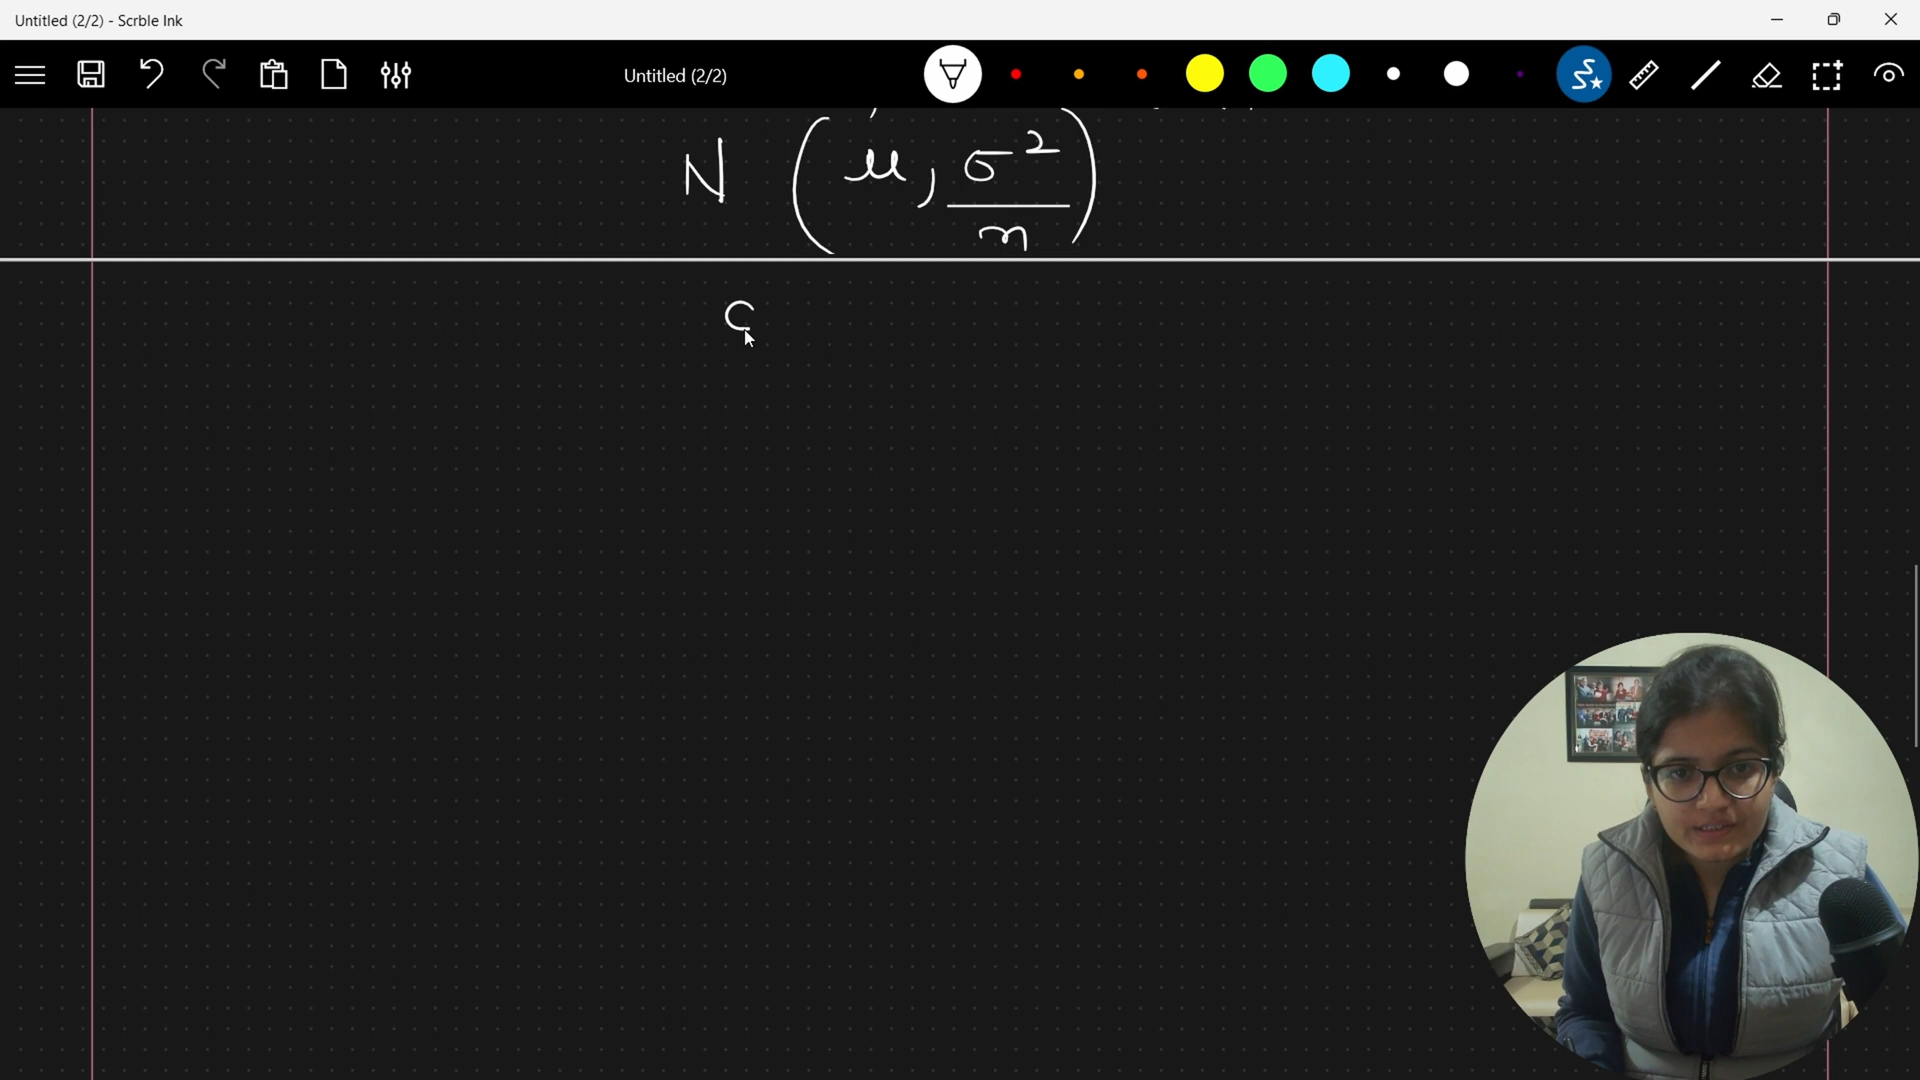 Untitled (2/2) - Scrble Ink
Untitled (2/2)
N (μ, σ²/n)